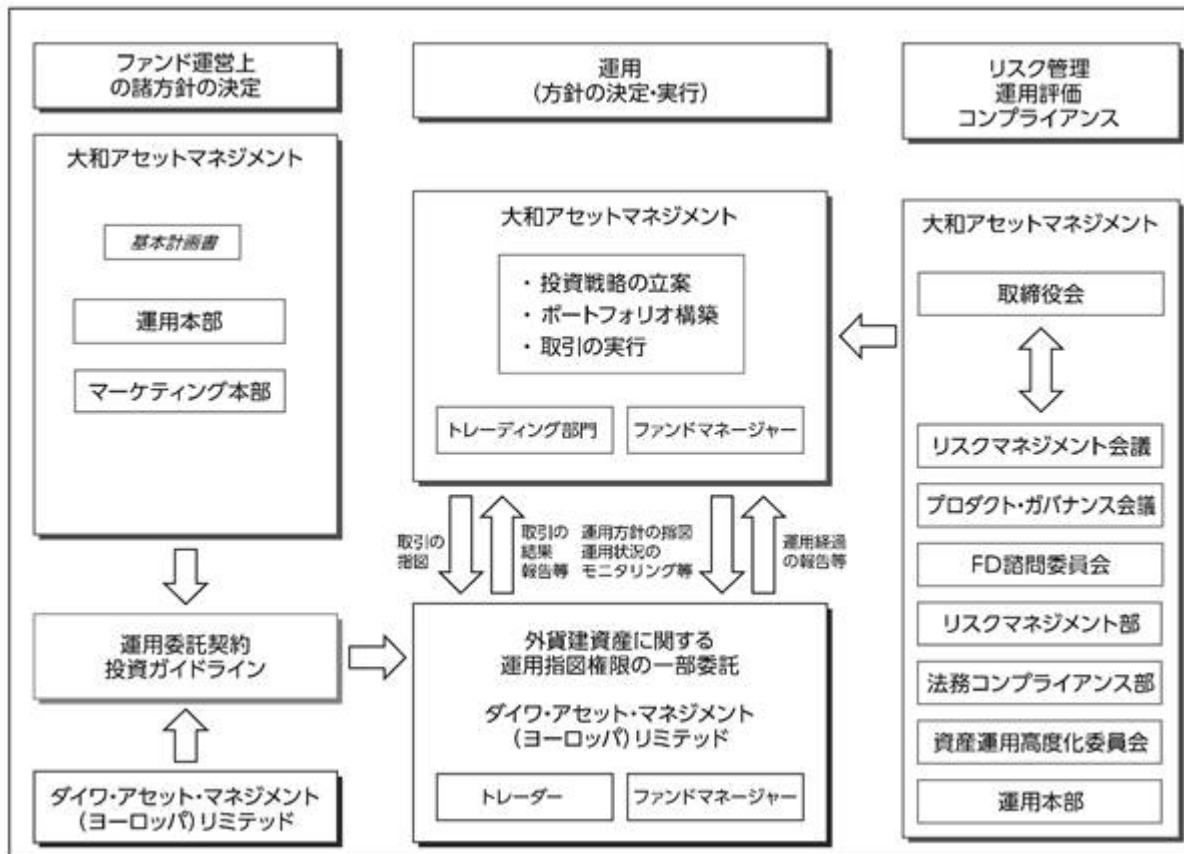 ファンド運営上
の諸方針の決定
大和アセットマネジメント
基本計画書
運用本部
マーケティング本部
運用委託契約
投資ガイドライン
ダイワ・アセット・マネジメント
（ヨーロッパ）リミテッド
運用
（方針の決定・実行）
大和アセットマネジメント
・ 投資戦略の立案
・ ポートフォリオ構築
・ 取引の実行
トレーディング部門
ファンドマネージャー
取引の
指図
取引の
結果
報告等
運用方針の指図
運用状況の
モニタリング等
運用経過
の報告等
外貨建資産に関する
運用指図権限の一部委託
ダイワ・アセット・マネジメント
（ヨーロッパ）リミテッド
トレーダー
ファンドマネージャー
リスク管理
運用評価
コンプライアンス
大和アセットマネジメント
取締役会
リスクマネジメント会議
プロダクト・ガバナンス会議
FD諮問委員会
リスクマネジメント部
法務コンプライアンス部
資産運用高度化委員会
運用本部